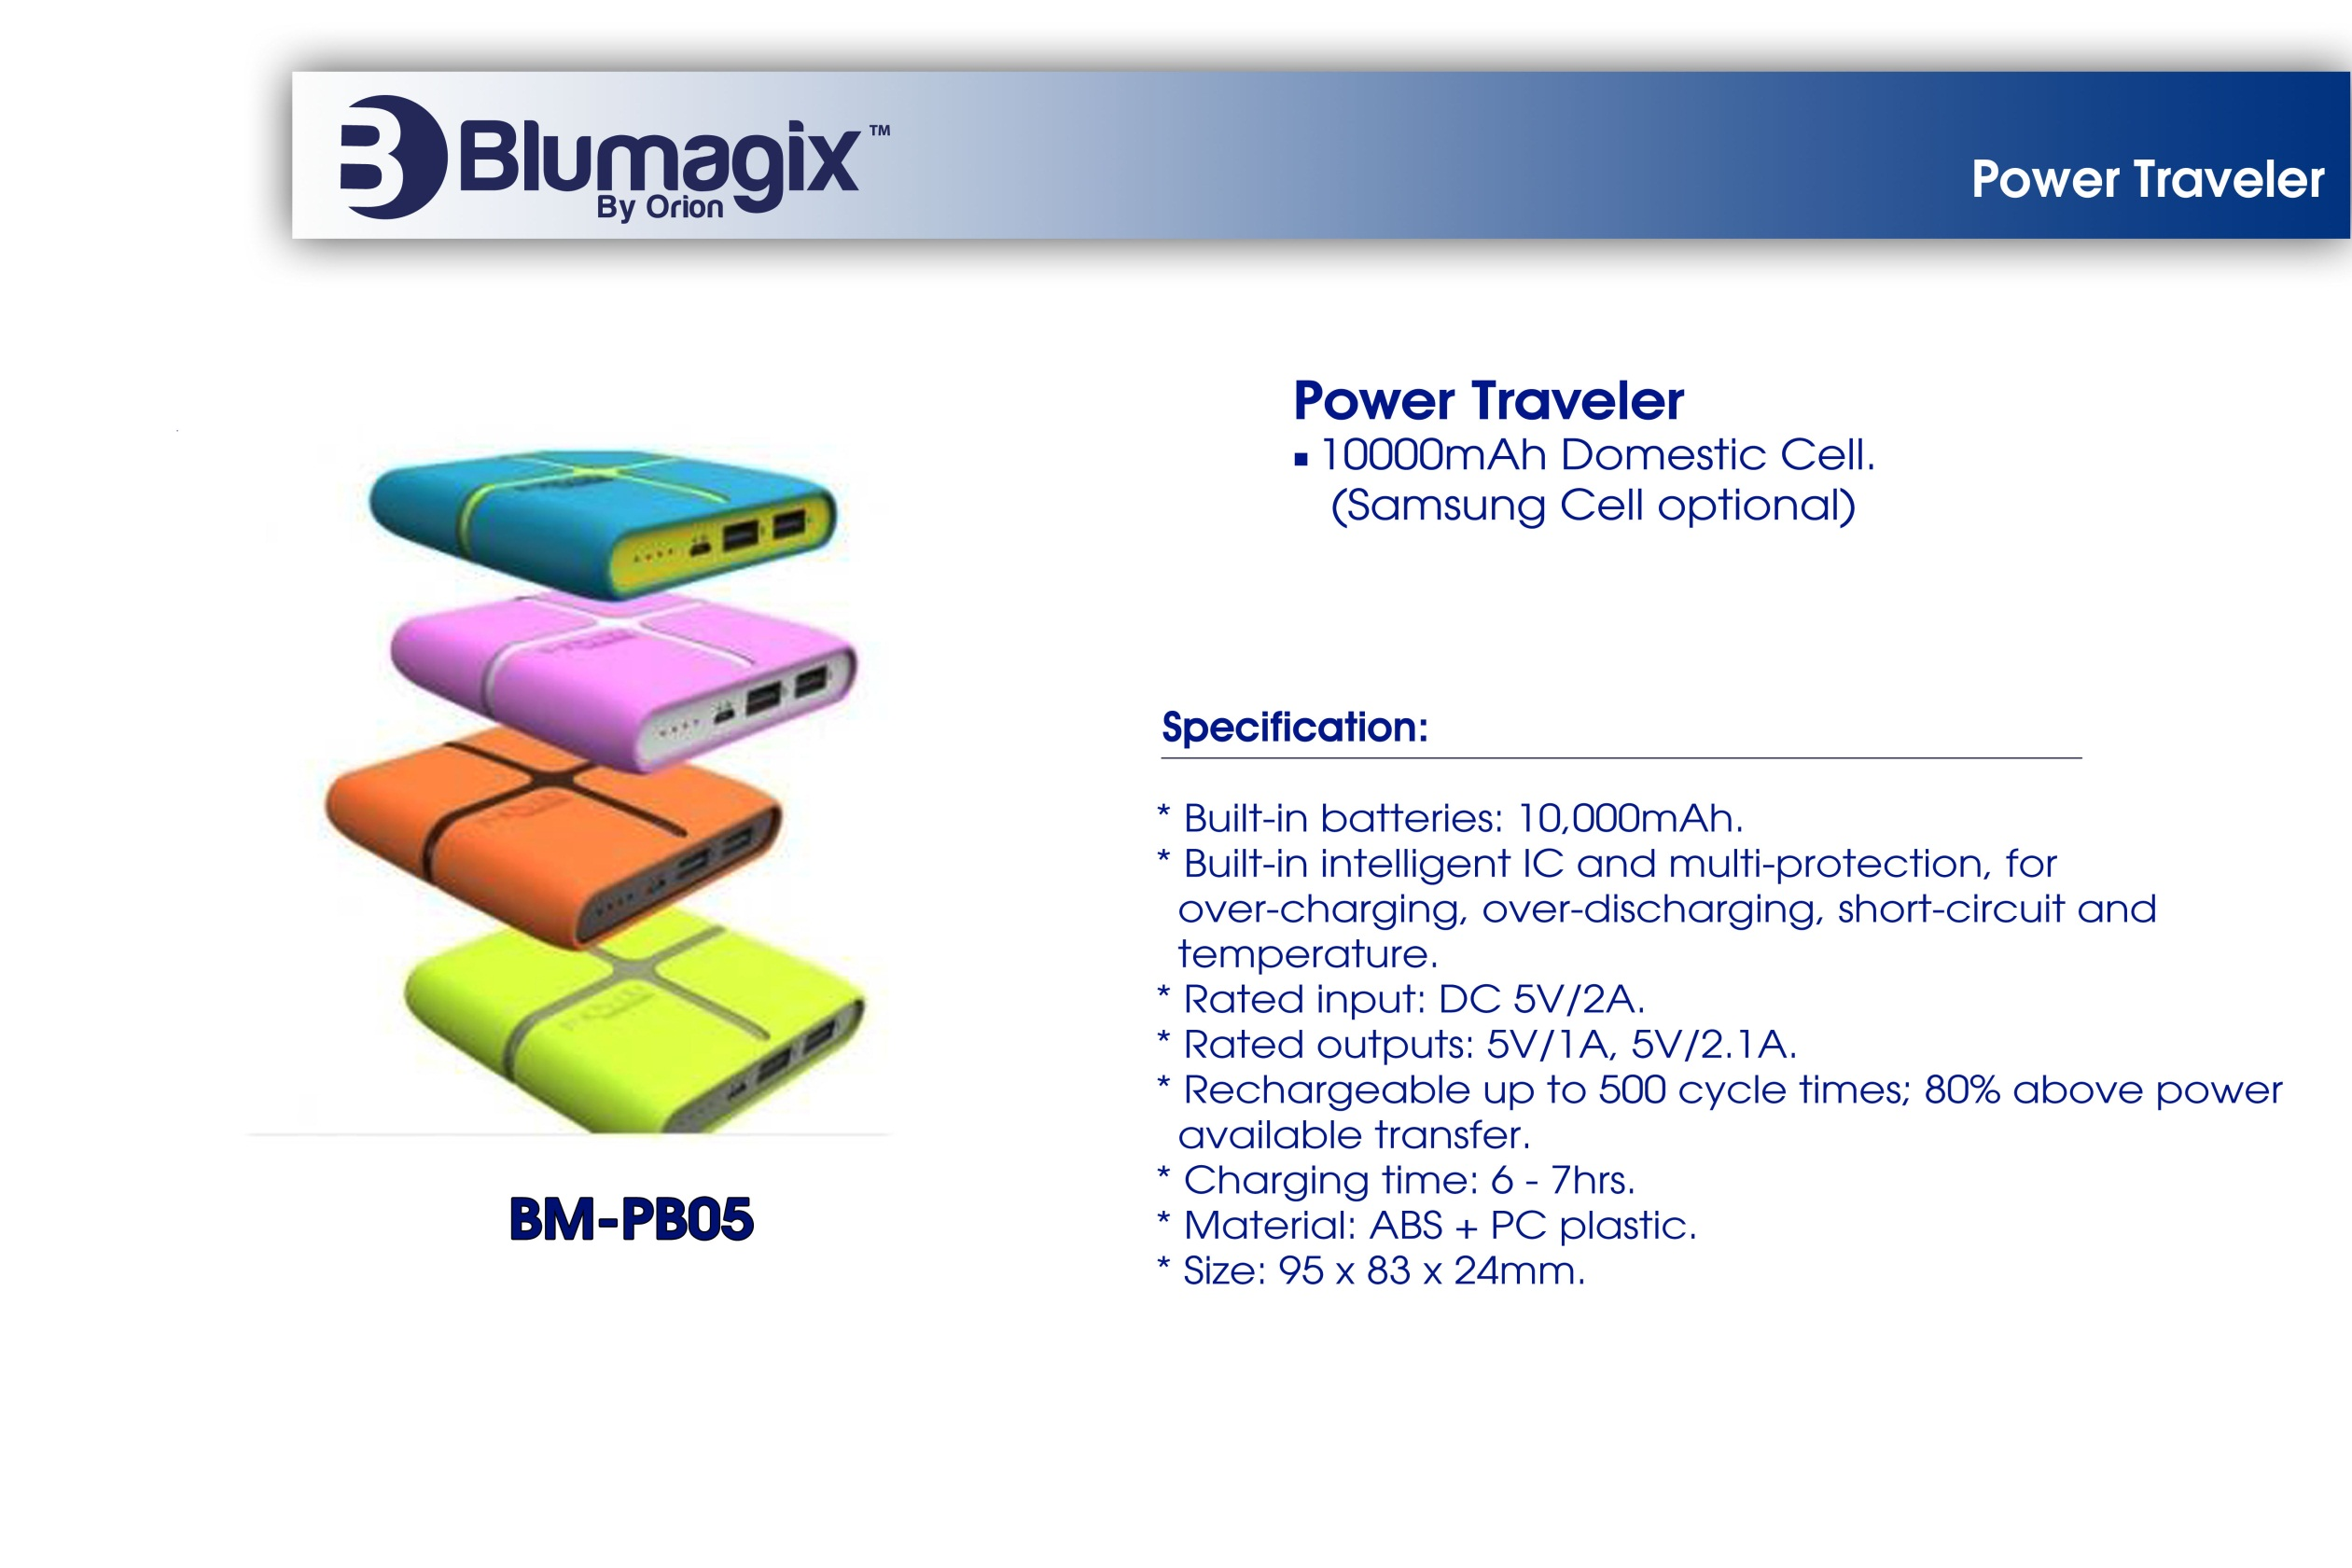 B Blumagix™
By Orion
Power Traveler
Power Traveler
▪ 10000mAh Domestic Cell.
(Samsung Cell optional)
Specification:
* Built-in batteries: 10,000mAh.
* Built-in intelligent IC and multi-protection, for
over-charging, over-discharging, short-circuit and
temperature.
* Rated input: DC 5V/2A.
* Rated outputs: 5V/1A, 5V/2.1A.
* Rechargeable up to 500 cycle times; 80% above power
available transfer.
* Charging time: 6 - 7hrs.
* Material: ABS + PC plastic.
* Size: 95 x 83 x 24mm.
BM-PB05